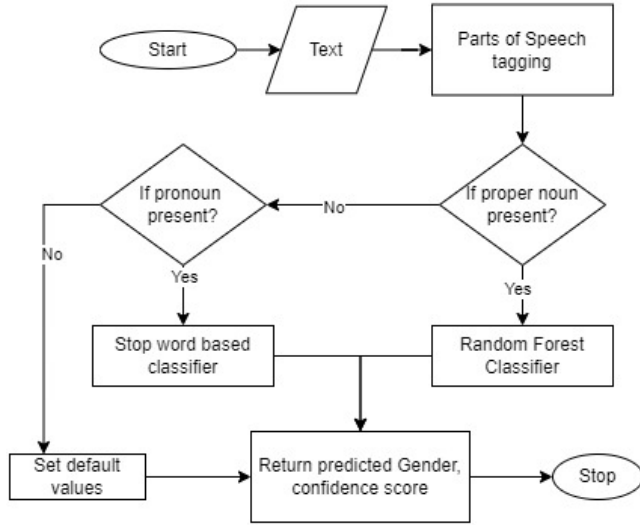 Start
Text
Parts of Speech
tagging
If pronoun
present?
No
If proper noun
present?
No
Yes
Yes
Stop word based
classifier
Random Forest
Classifier
Set default
values
Return predicted Gender,
confidence score
Stop